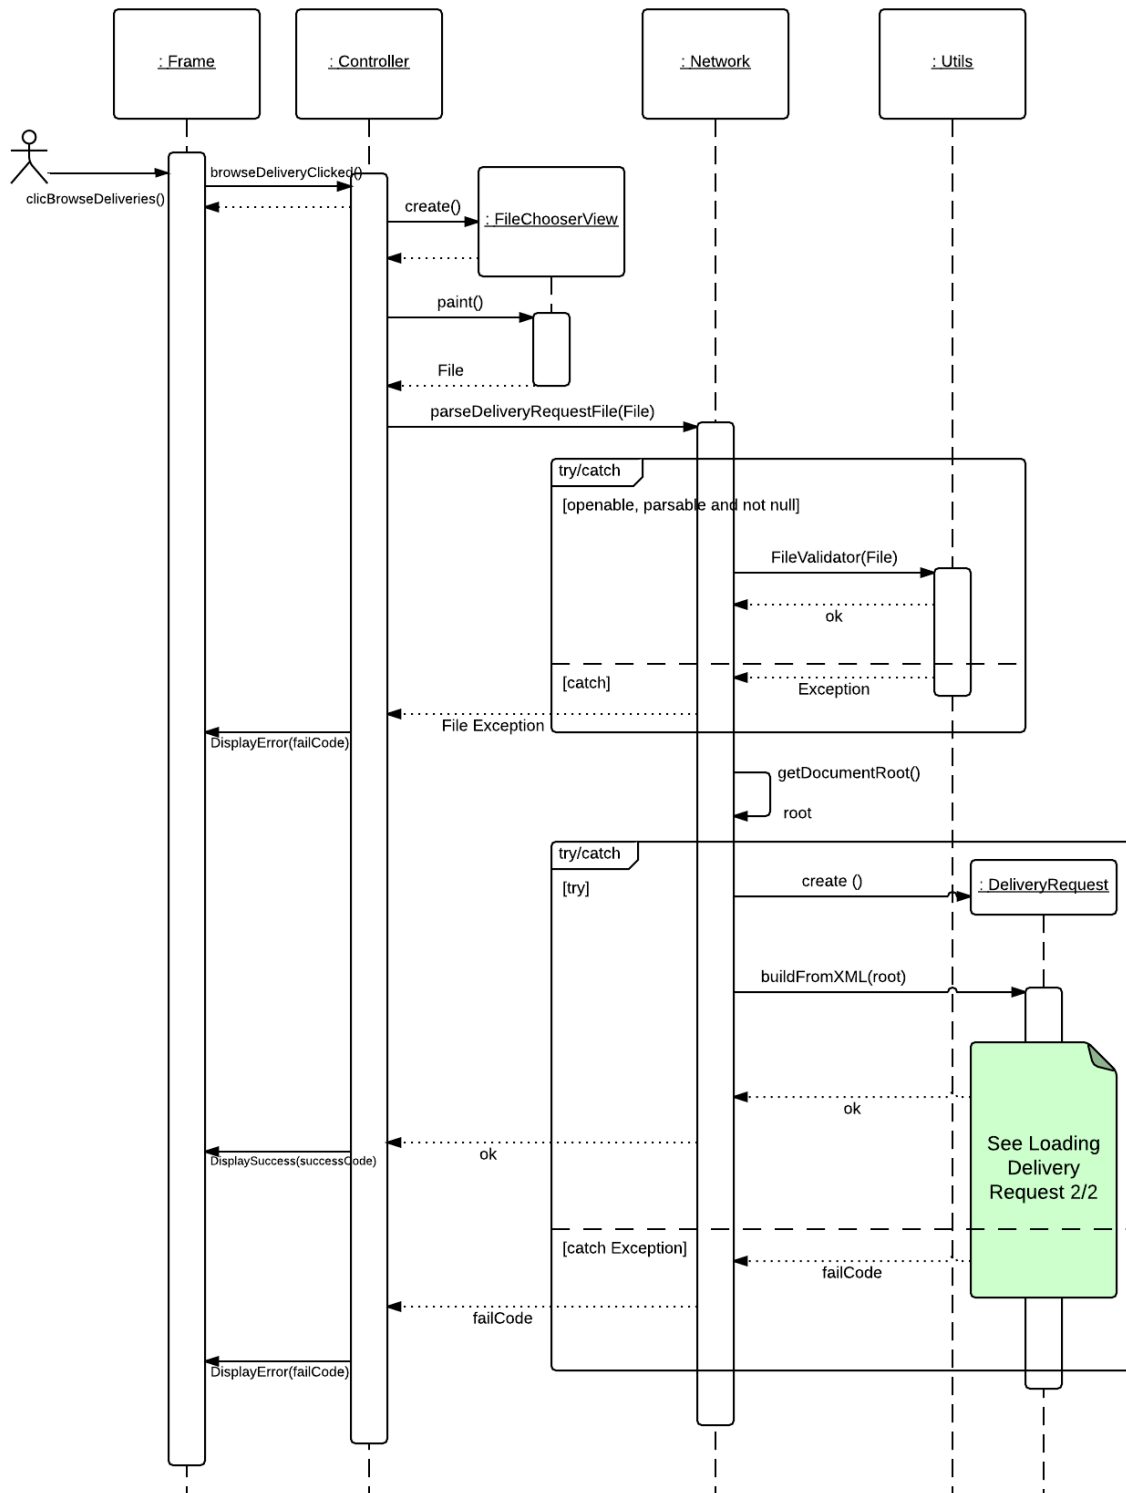 : Frame
: Controller
: Network
: Utils
browseDeliveryClicked()
clicBrowseDeliveries()
create()
: FileChooserView
paint()
File
parseDeliveryRequestFile(File)
try/catch
[openable, parsable and not null]
FileValidator(File)
ok
[catch]
Exception
File Exception
DisplayError(failCode)
getDocumentRoot()
root
try/catch
[try]
create ()
: DeliveryRequest
buildFromXML(root)
ok
See Loading
Delivery
Request 2/2
ok
DisplaySuccess(successCode)
[catch Exception]
failCode
failCode
DisplayError(failCode)